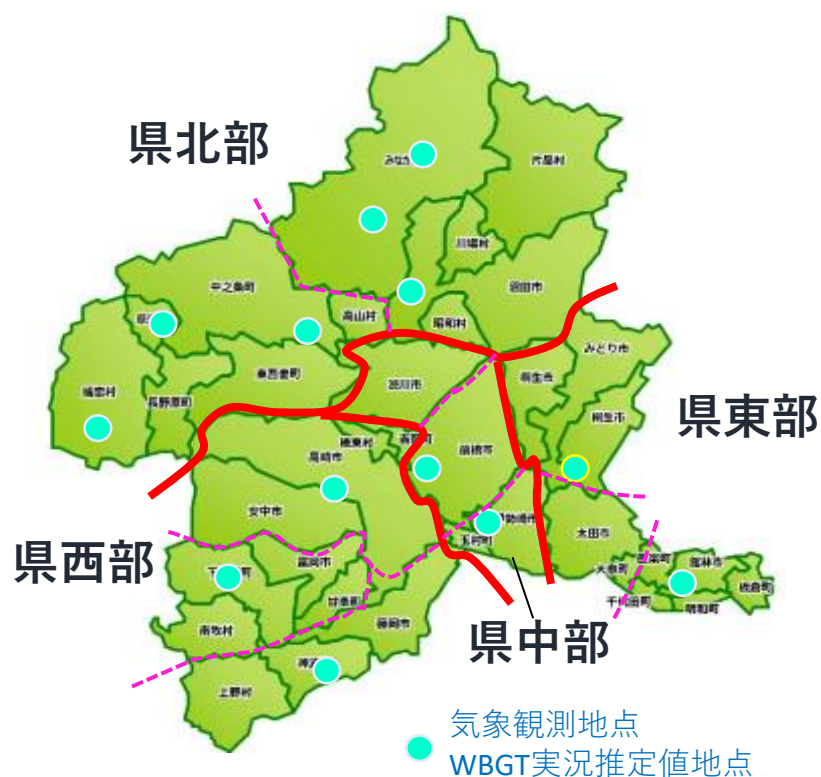 県北部
片品村
川場村
中之条町
沼田市
高山村
昭和村
みどり市
東吾妻町
渋川市
桐生市
嬬恋村
長野原町
県東部
榛東村
桐生市
前橋市
高崎市
安中市
太田市
玉村町
県西部
富岡市
館林市
大泉町
板倉町
甘楽町
千代田町
明和町
藤岡市
南牧村
県中部
上野村
気象観測地点
WBGT実況推定値地点